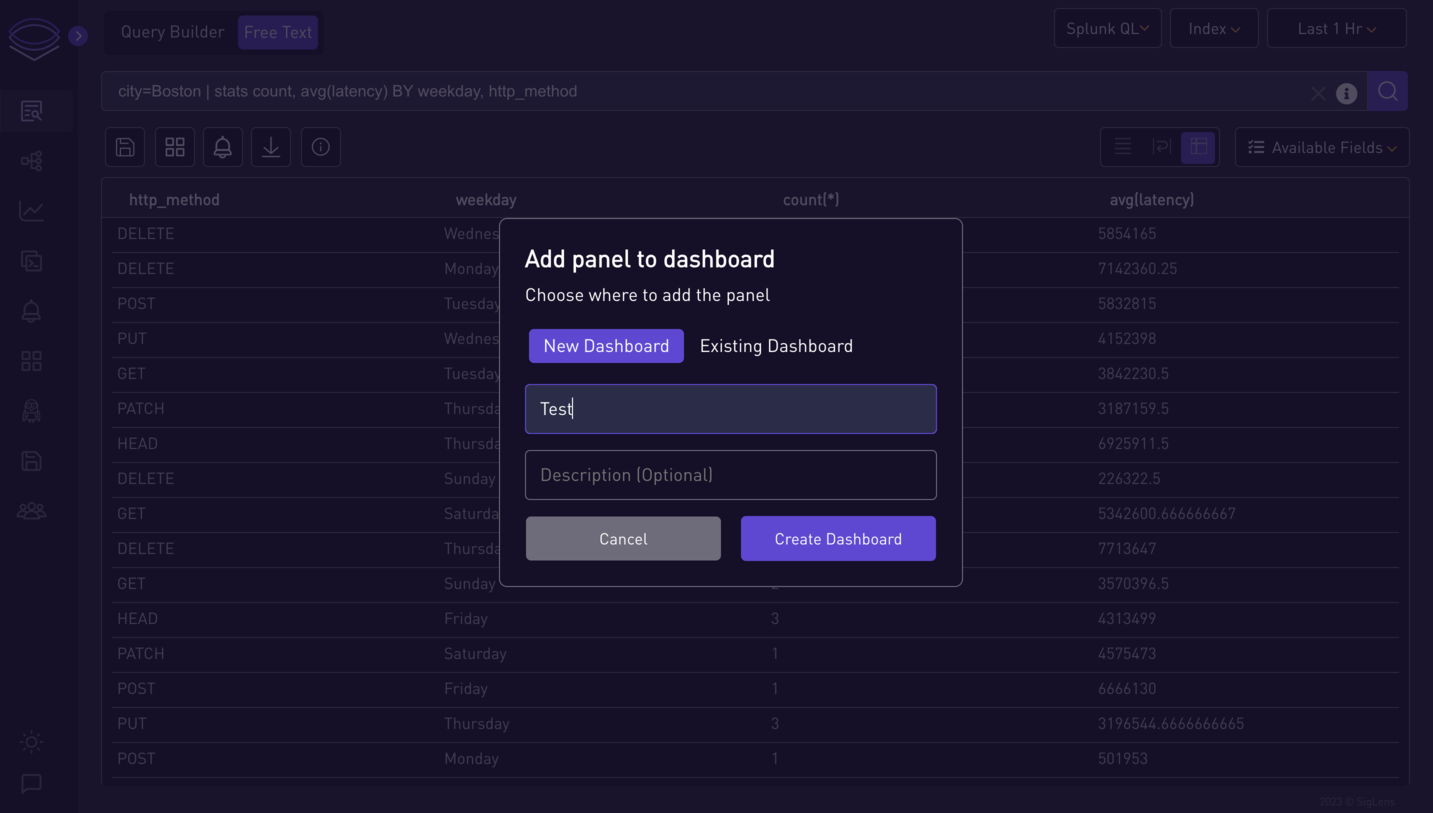 Query Builder Free Text Splunk QL Index Last 1 Hr
city=Boston | stats count, avg(latency) BY weekday, http_method
Available Fields
http_method weekday count(*) avg(latency)
DELETE Wednes 5854165
DELETE Monday 7142360.25
POST Tuesday 5832815
PUT Wednes 4152398
GET Tuesday 3842230.5
PATCH Thursda 3187159.5
HEAD Thursda 6925911.5
DELETE Sunday 226322.5
GET Saturda 5342600.666666667
DELETE Thursda 7713647
GET Sunday 3570396.5
HEAD Friday 3 4313499
PATCH Saturday 1 4575473
POST Friday 1 6666130
PUT Thursday 3 3196544.6666666665
POST Monday 1 501953
Add panel to dashboard
Choose where to add the panel
New Dashboard Existing Dashboard
Test
Description (Optional)
Cancel Create Dashboard
2023 © SigLens